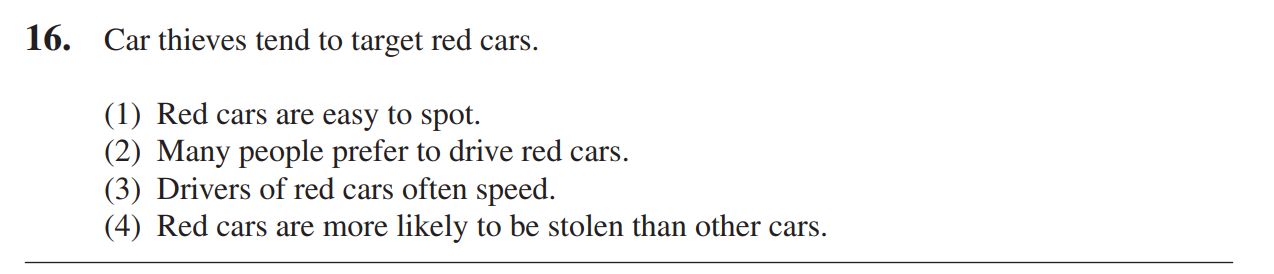 16. Car thieves tend to target red cars.
(1) Red cars are easy to spot.
(2) Many people prefer to drive red cars.
(3) Drivers of red cars often speed.
(4) Red cars are more likely to be stolen than other cars.